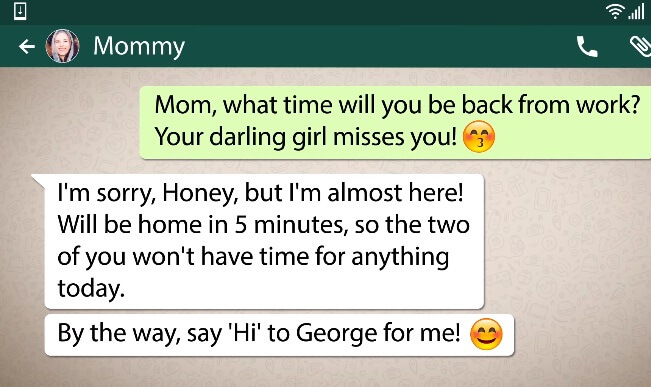 Mommy
Mom, what time will you be back from work?
Your darling girl misses you! 😙
I'm sorry, Honey, but I'm almost here!
Will be home in 5 minutes, so the two
of you won't have time for anything
today.
By the way, say 'Hi' to George for me! 😊